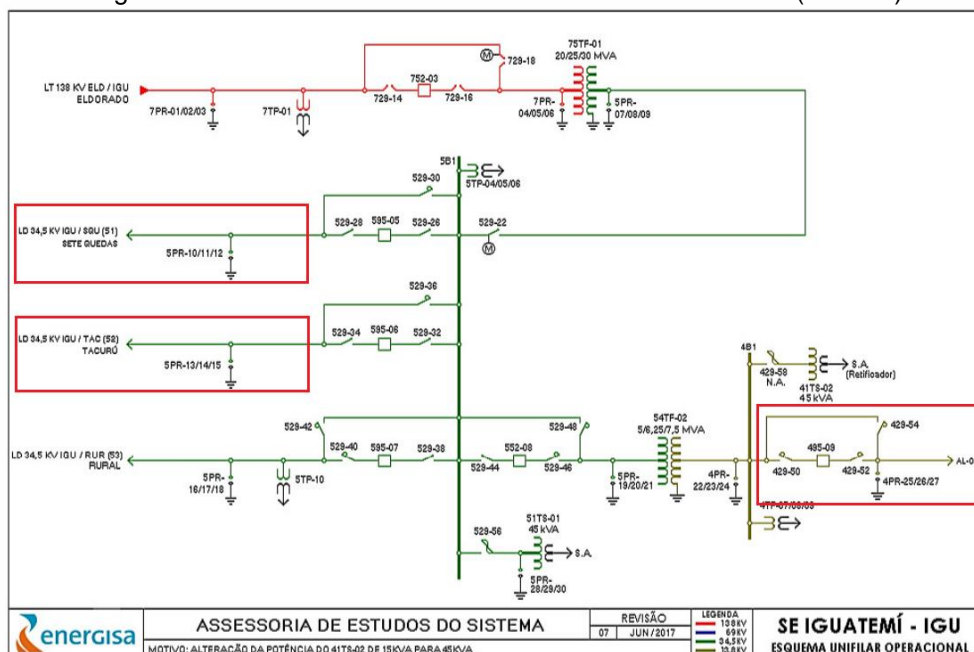 75TF-01
20/25/30 MVA
729-18
M
752-03
LT 138 KV ELD / IGU
ELDORADO
729-14
729-16
7PR-01/02/03
7TP-01
7PR-
04/05/06
5PR-
07/08/09
5B1
5TP-04/05/06
529-30
LD 34,5 KV IGU / SQU (51)
SETE QUEDAS
529-28
595-05
529-26
529-22
M
5PR-10/11/12
529-36
LD 34,5 KV IGU / TAC (52)
TACURÚ
529-34
595-06
529-32
5PR-13/14/15
4B1
429-58
N.A.
S.A.
(Retificador)
41TS-02
45 kVA
529-42
529-48
54TF-02
5/6,25/7,5 MVA
429-54
LD 34,5 KV IGU / RUR (53)
RURAL
529-40
595-07
529-38
529-44
552-08
529-46
429-50
495-09
429-52
5PR-
16/17/18
5TP-10
5PR-
19/20/21
4PR-
22/23/24
4PR-25/26/27
51TS-01
45 kVA
529-56
S.A.
5PR-
28/29/30
energisa
ASSESSORIA DE ESTUDOS DO SISTEMA
REVISÃO
07 JUN/2017
LEGENDA
138KV
69KV
34,5KV
13,8KV
SE IGUATEMÍ - IGU
ESQUEMA UNIFILAR OPERACIONAL
MOTIVO: ALTERAÇÃO DA POTÊNCIA DO 41TS-02 DE 15KVA PARA 45KVA